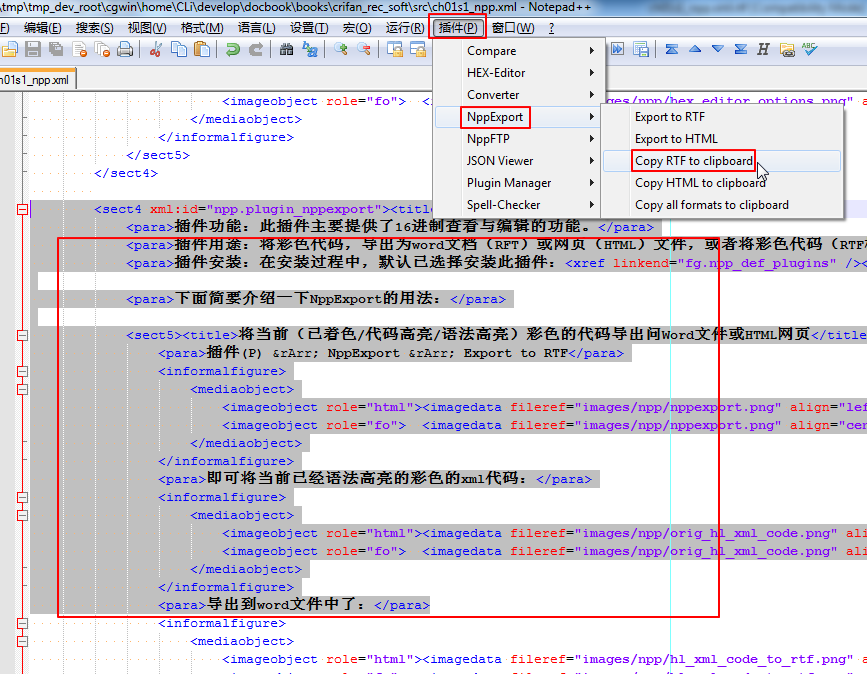 \tmp\tmp_dev_root\cgwin\home\CLi\develop\docbook\books\crifan_rec_soft\src\ch01s1_npp.xml - Notepad++
F) 编辑(E) 搜索(S) 视图(V) 格式(M) 语言(L) 设置(T) 宏(O) 运行(R) 插件(P) 窗口(W) ?
h01s1_npp.xml
Compare
HEX-Editor
Converter
NppExport
NppFTP
JSON Viewer
Plugin Manager
Spell-Checker
Export to RTF
Export to HTML
Copy RTF to clipboard
Copy HTML to clipboard
Copy all formats to clipboard
<imageobject role="fo"> <i ges/npp/hex_editor_options.png" a
</mediaobject>
</informalfigure>
</sect5>
</sect4>
<sect4 xml:id="npp.plugin_nppexport"><titl
<para>插件功能：此插件主要提供了16进制查看与编辑的功能。</para>
<para>插件用途：将彩色代码，导出为word文档（RFT）或网页（HTML）文件，或者将彩色代码（RTF
<para>插件安装：在安装过程中，默认已选择安装此插件：<xref linkend="fg.npp_def_plugins" /><
<para>下面简要介绍一下NppExport的用法：</para>
<sect5><title>将当前（已着色/代码高亮/语法高亮）彩色的代码导出问Word文件或HTML网页</title
<para>插件(P) &rArr; NppExport &rArr; Export to RTF</para>
<informalfigure>
<mediaobject>
<imageobject role="html"><imagedata fileref="images/npp/nppexport.png" align="lef
<imageobject role="fo"> <imagedata fileref="images/npp/nppexport.png" align="cen
</mediaobject>
</informalfigure>
<para>即可将当前已经语法高亮的彩色的xml代码：</para>
<informalfigure>
<mediaobject>
<imageobject role="html"><imagedata fileref="images/npp/orig_hl_xml_code.png" ali
<imageobject role="fo"> <imagedata fileref="images/npp/orig_hl_xml_code.png" ali
</mediaobject>
</informalfigure>
<para>导出到word文件中了：</para>
<informalfigure>
<mediaobject>
<imageobject role="html"><imagedata fileref="images/npp/hl_xml_code_to_rtf.png" a